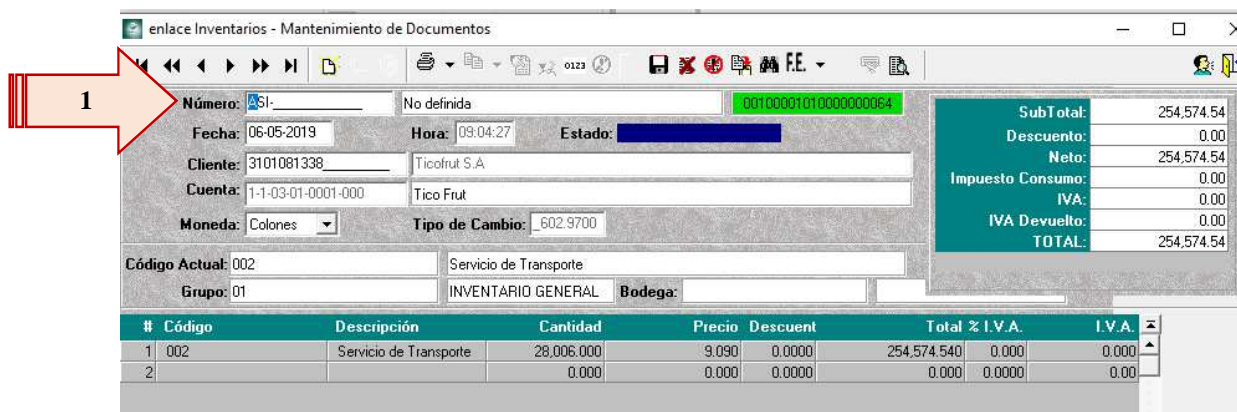 enlace Inventarios - Mantenimiento de Documentos
0123 F.E.
1
Número: ASI-__________ No definida 00100001010000000064
Fecha: 06-05-2019 Hora: 09:04:27 Estado:
Cliente: 3101081338________ Ticofrut S.A
Cuenta: 1-1-03-01-0001-000 Tico Frut
Moneda: Colones Tipo de Cambio: _602.9700
SubTotal: 254,574.54
Descuento: 0.00
Neto: 254,574.54
Impuesto Consumo: 0.00
IVA: 0.00
IVA Devuelto: 0.00
TOTAL: 254,574.54
Código Actual: 002 Servicio de Transporte
Grupo: 01 INVENTARIO GENERAL Bodega:
# Código Descripción Cantidad Precio Descuent Total % I.V.A. I.V.A.
1 002 Servicio de Transporte 28,006.000 9.090 0.0000 254,574.540 0.000 0.000
2 0.000 0.000 0.0000 0.000 0.0000 0.00